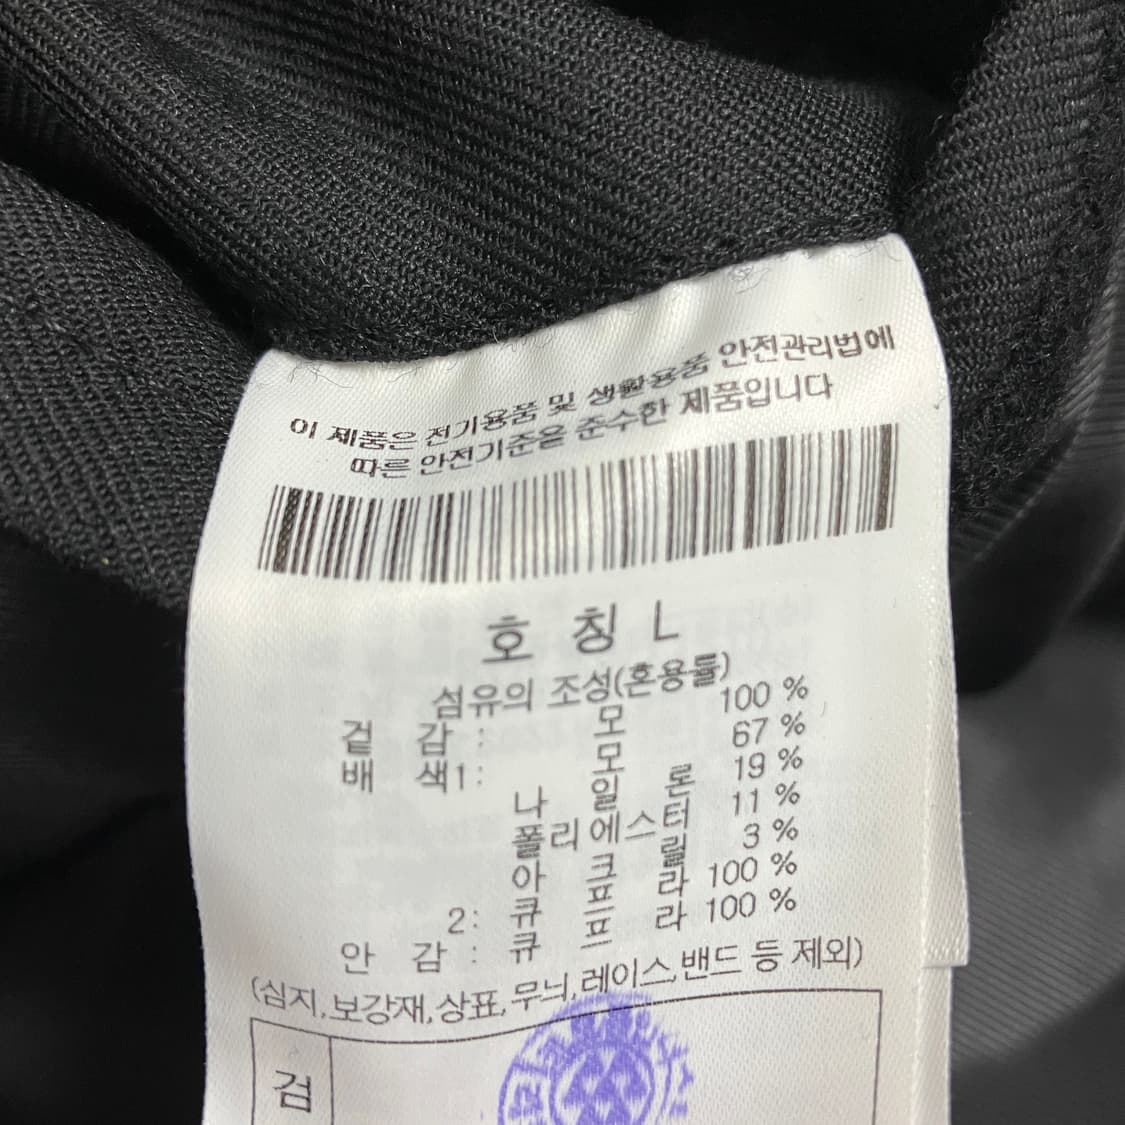 이 제품은 전기용품 및 생활용품 안전관리법에
따른 안전기준을 준수한 제품입니다
호 칭 L
섬유의 조성(혼용률)
겉 감 : 모 100 %
배 색1: 모 67 %
나 일 론 19 %
폴리에스터 11 %
아 크 릴 3 %
2: 큐 프 라 100 %
안 감 : 큐 프 라 100 %
(심지,보강재,상표,무늬,레이스,밴드 등 제외)
검